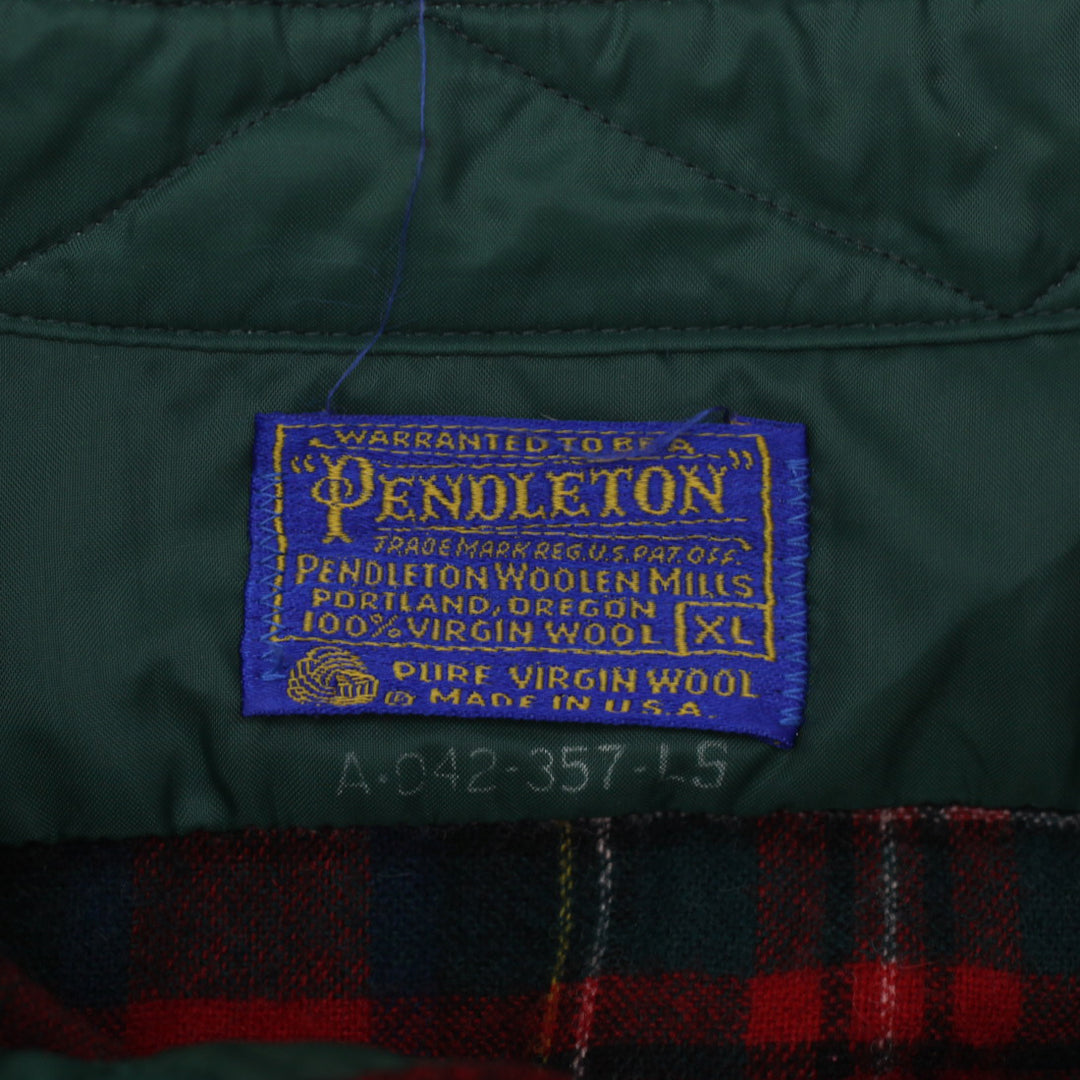 WARRANTED TO BE A
"PENDLETON"
TRADE MARK REG. U.S. PAT. OFF.
PENDLETON WOOLEN MILLS
PORTLAND, OREGON
100% VIRGIN WOOL XL
PURE VIRGIN WOOL
® MADE IN U.S.A.
A-042-357-LS